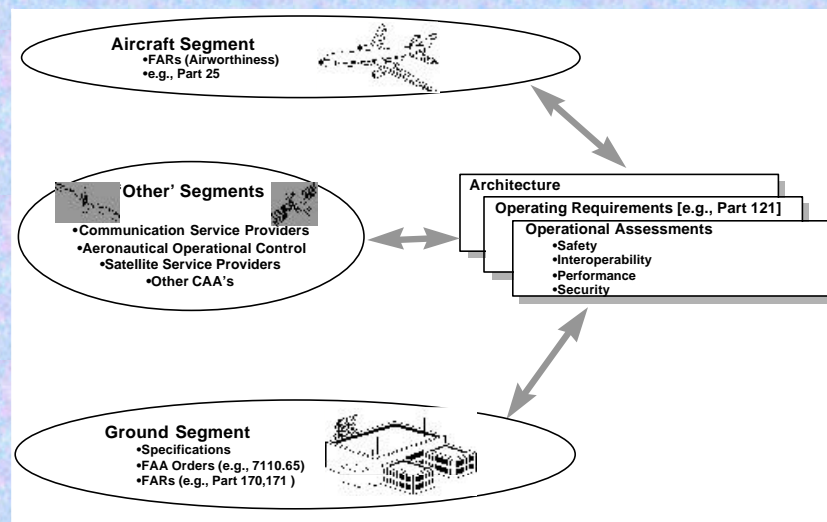 Aircraft Segment
•FARs (Airworthiness)
•e.g., Part 25
'Other' Segments
•Communication Service Providers
•Aeronautical Operational Control
•Satellite Service Providers
•Other CAA's
Architecture
Operating Requirements [e.g., Part 121]
Operational Assessments
•Safety
•Interoperability
•Performance
•Security
Ground Segment
•Specifications
•FAA Orders (e.g., 7110.65)
•FARs (e.g., Part 170,171 )